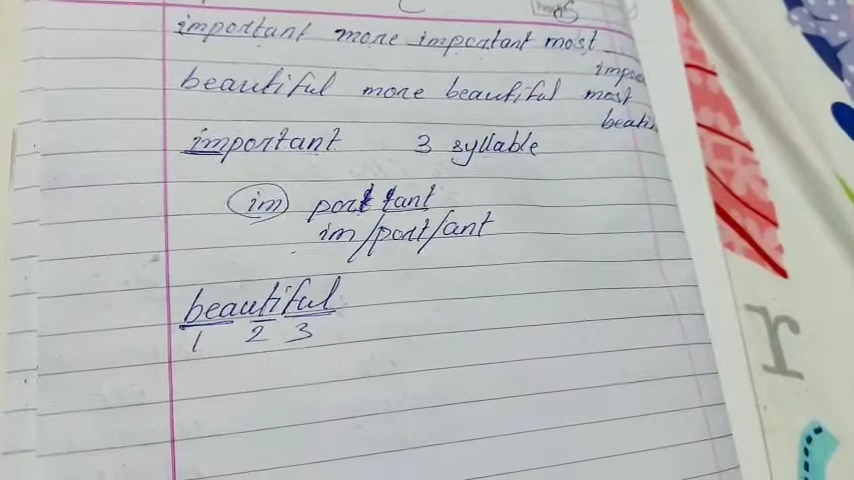 important more important most
beautiful more beautiful most
important 3 syllable
im port tant
im/port/ant
beautiful
1 2 3
r